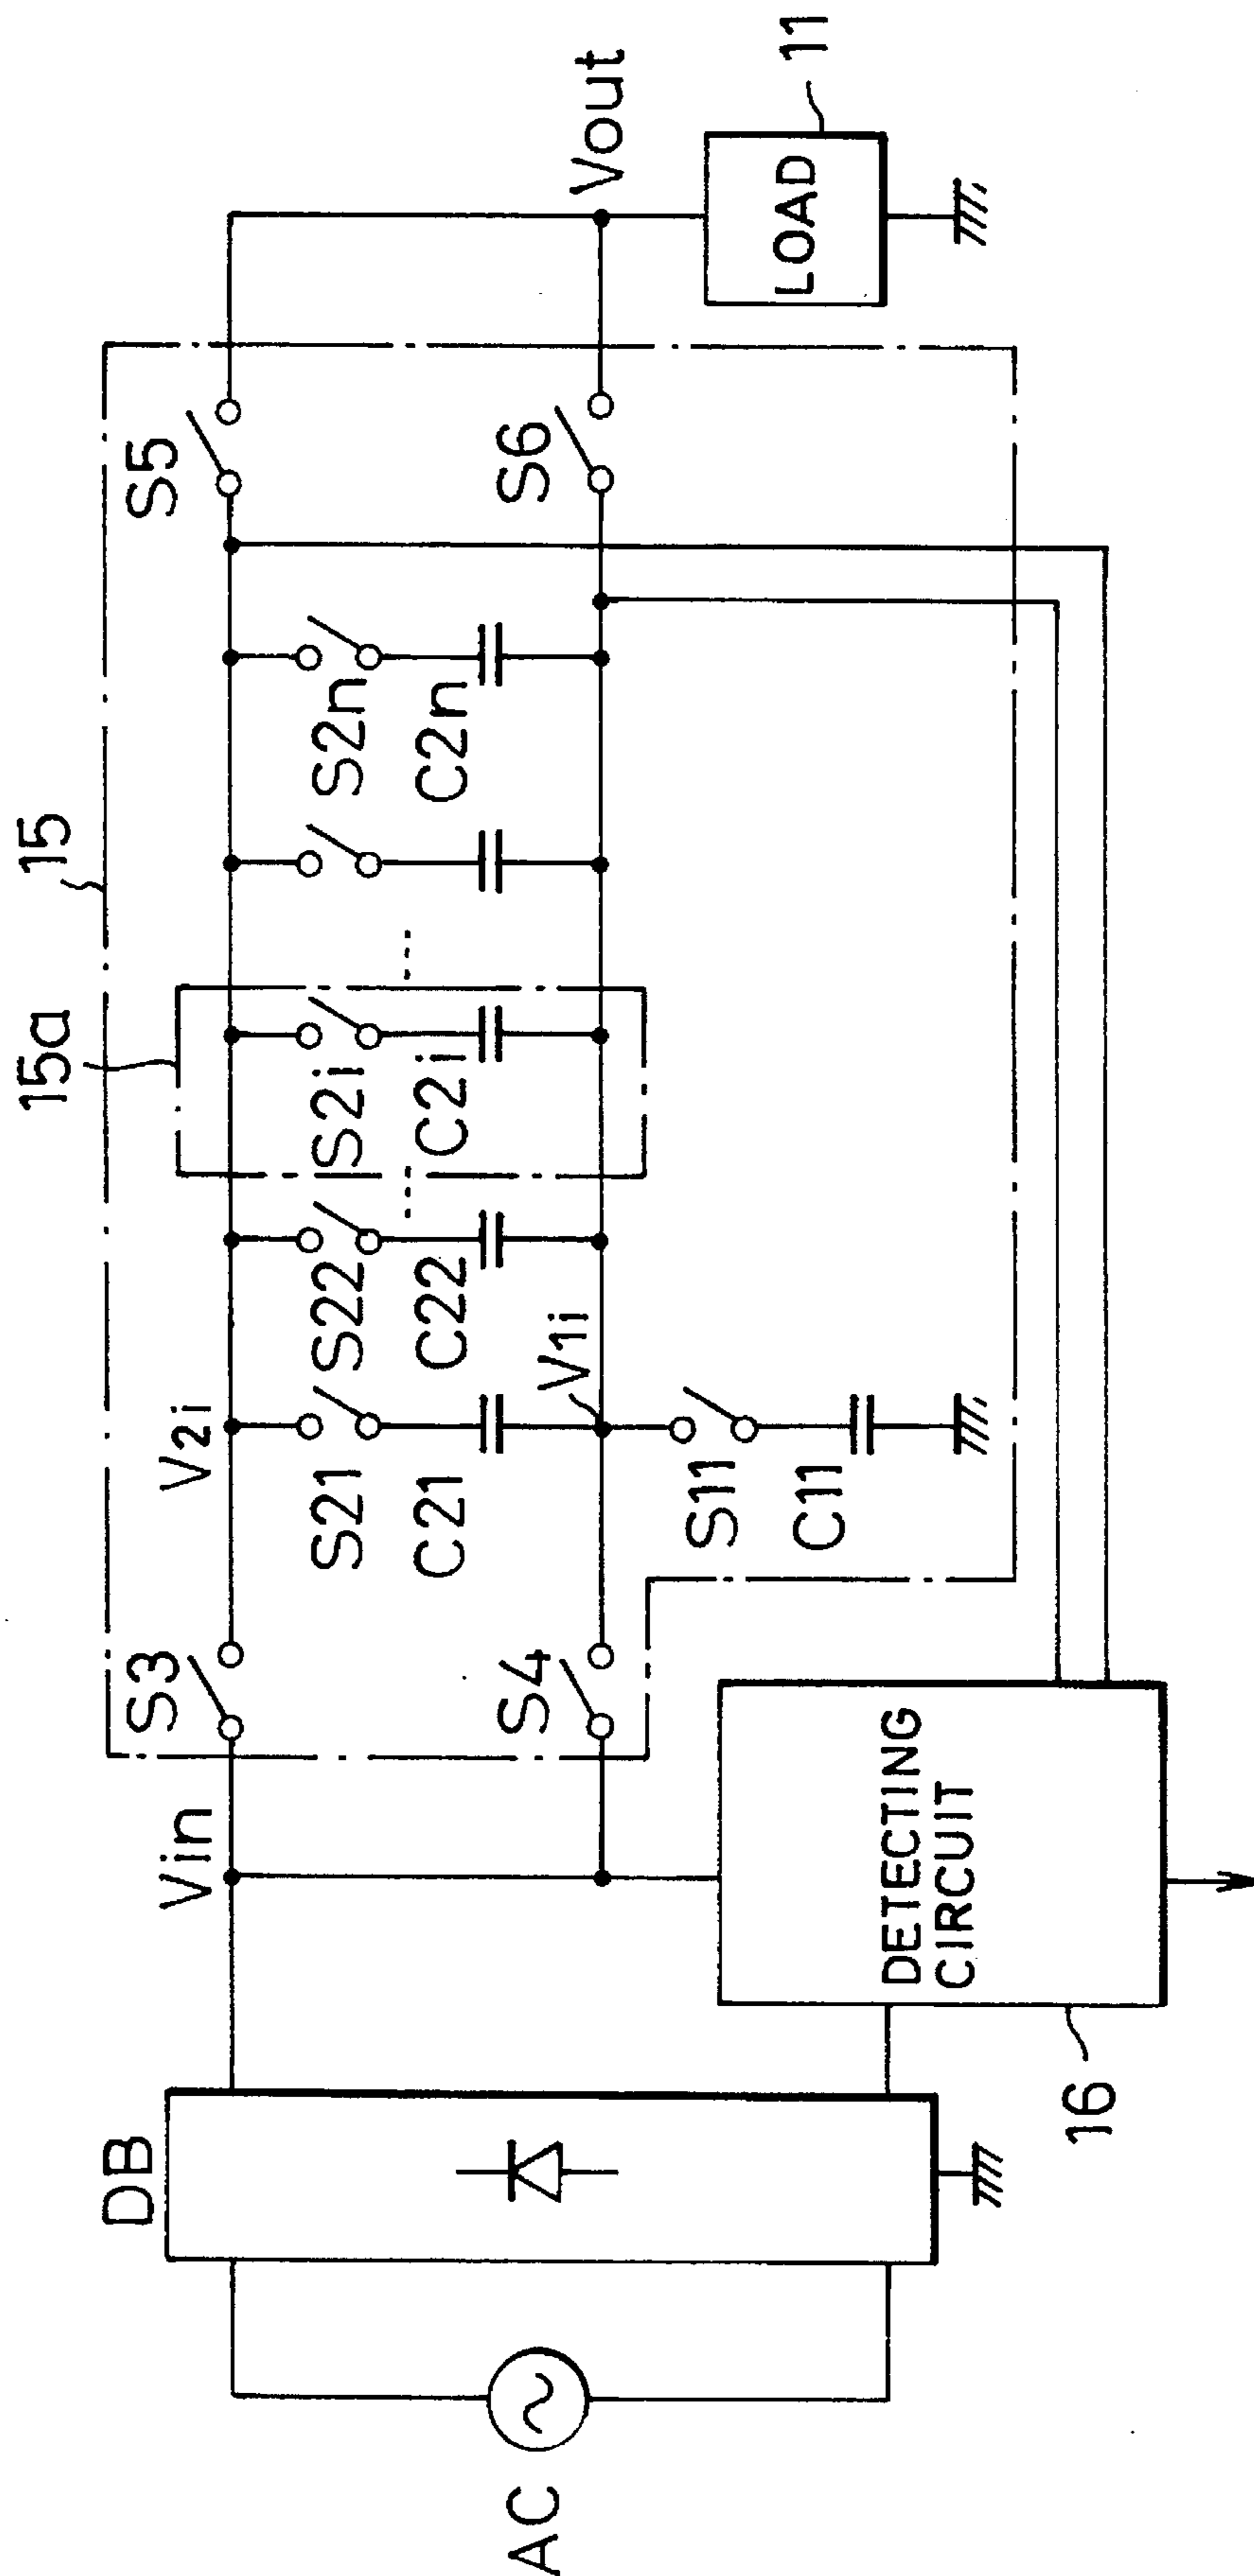 15
15a
DB
Vin
S3
V2i
S5
S21
S22
S2i
S2n
C21
C22
C2i
C2n
V1i
S4
S6
Vout
AC
S11
C11
LOAD
11
DETECTING
CIRCUIT
16